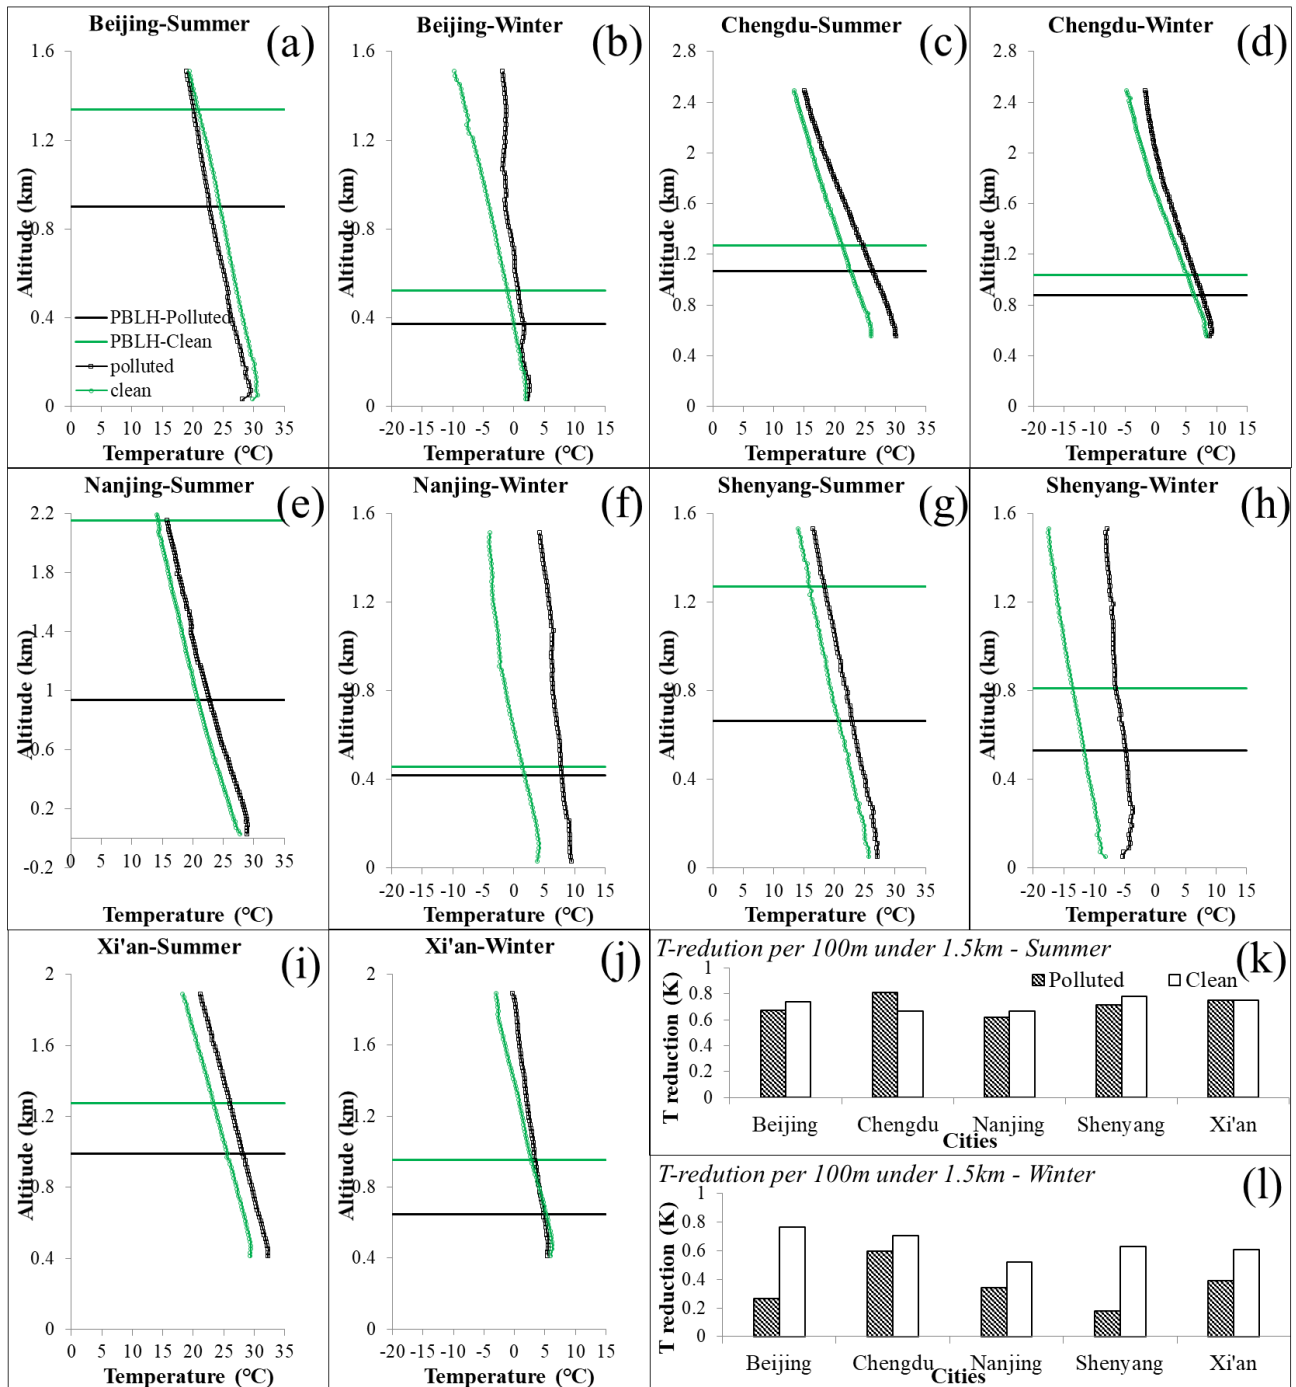 Beijing-Summer
(a)
1.6
1.2
0.8
0.4
0
Altitude (km)
PBLH-Polluted
PBLH-Clean
polluted
clean
0 5 10 15 20 25 30 35
Temperature (°C)
Beijing-Winter
(b)
1.6
1.2
0.8
0.4
0
Altitude (km)
-20 -15 -10 -5 0 5 10 15
Temperature (°C)
Chengdu-Summer
(c)
2.8
2.4
2
1.6
1.2
0.8
0.4
Altitude (km)
0 5 10 15 20 25 30 35
Temperature (°C)
Chengdu-Winter
(d)
2.8
2.4
2
1.6
1.2
0.8
0.4
0
Altitude (km)
-20 -15 -10 -5 0 5 10 15
Temperature (°C)
Nanjing-Summer
(e)
2.2
1.8
1.4
1
0.6
0.2
-0.2
Altitude (km)
0 5 10 15 20 25 30 35
Temperature (°C)
Nanjing-Winter
(f)
1.6
1.2
0.8
0.4
0
Altitude (km)
-20 -15 -10 -5 0 5 10 15
Temperature (°C)
Shenyang-Summer
(g)
1.6
1.2
0.8
0.4
0
Altitude (km)
0 5 10 15 20 25 30 35
Temperature (°C)
Shenyang-Winter
(h)
1.6
1.2
0.8
0.4
0
Altitude (km)
-20 -15 -10 -5 0 5 10 15
Temperature (°C)
Xi'an-Summer
(i)
2
1.6
1.2
0.8
0.4
0
Altitude (km)
0 5 10 15 20 25 30 35
Temperature (°C)
Xi'an-Winter
(j)
2
1.6
1.2
0.8
0.4
0
Altitude (km)
-20 -15 -10 -5 0 5 10 15
Temperature (°C)
T-redution per 100m under 1.5km - Summer
(k)
Polluted Clean
1
0.8
0.6
0.4
0.2
0
T reduction (K)
Beijing Chengdu Nanjing Shenyang Xi'an
Cities
T-redution per 100m under 1.5km - Winter
(l)
1
0.8
0.6
0.4
0.2
0
T reduction (K)
Beijing Chengdu Nanjing Shenyang Xi'an
Cities